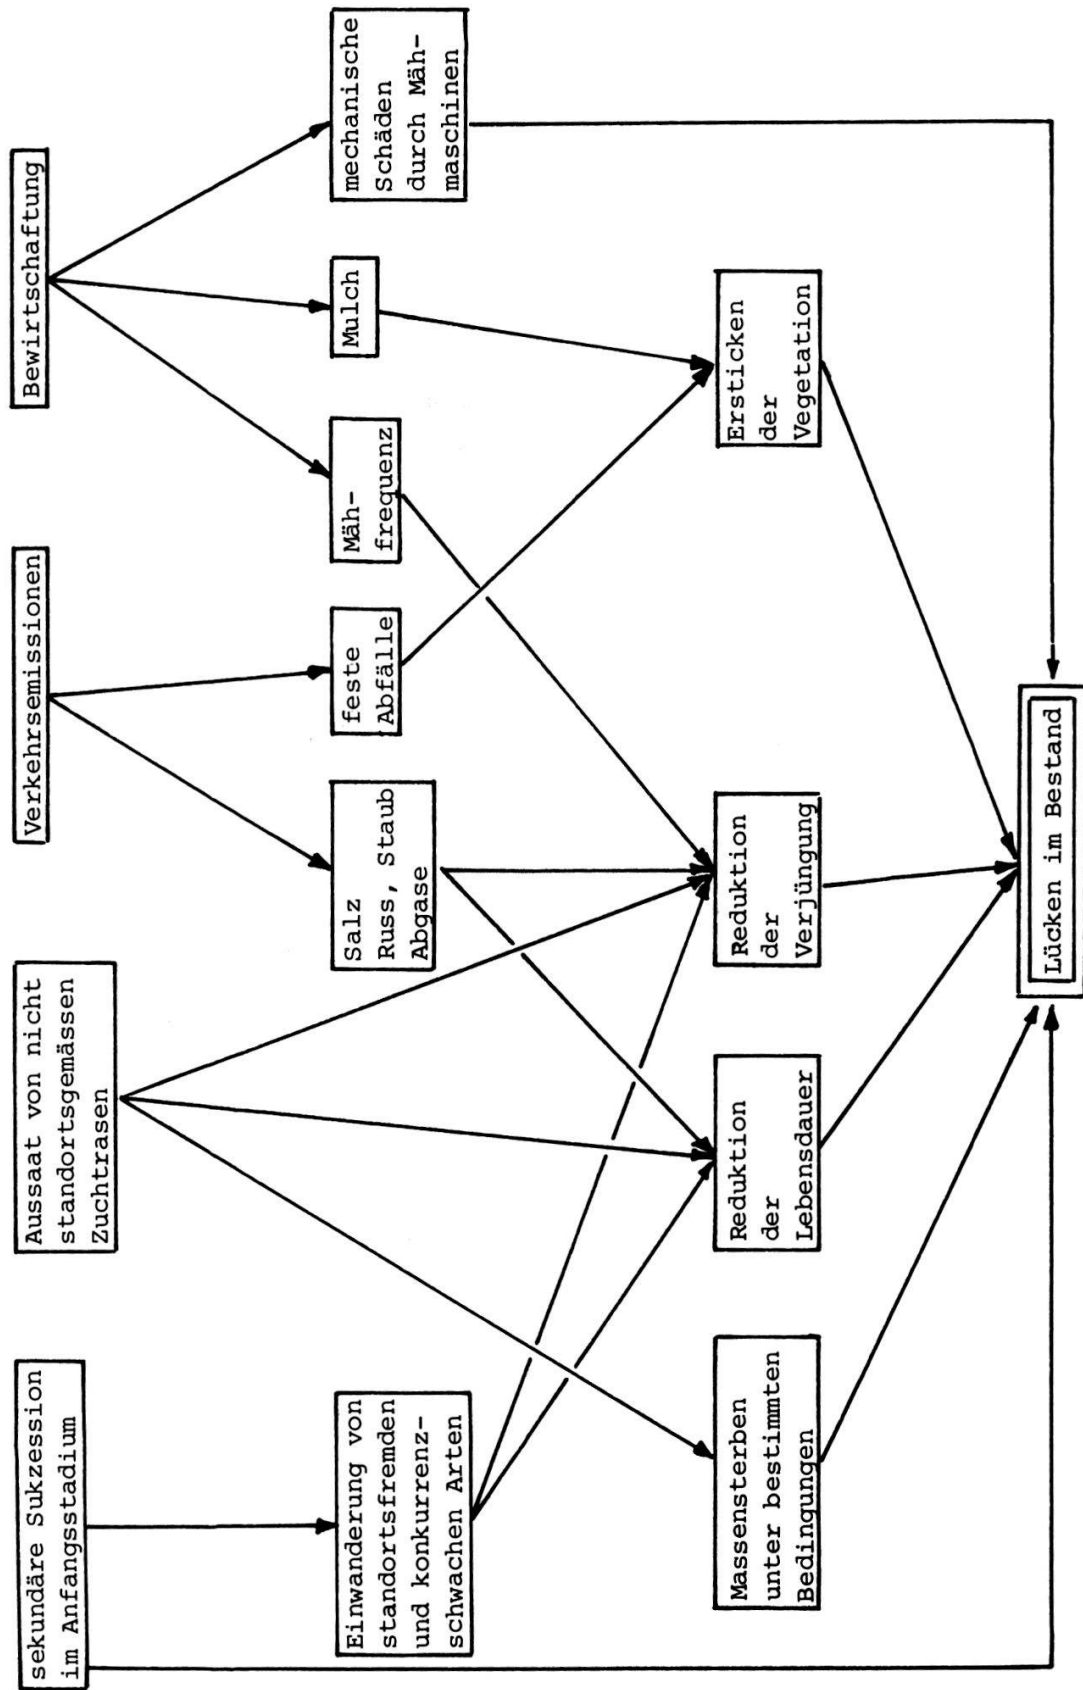 sekundäre Sukzession
im Anfangsstadium
Aussaat von nicht
standortsgemässen
Zuchtrasen
Verkehrsemissionen
Bewirtschaftung
Einwanderung von
standortsfremden
und konkurrenz-
schwachen Arten
Salz
Russ, Staub
Abgase
feste
Abfälle
Mäh-
frequenz
Mulch
mechanische
Schäden
durch Mäh-
maschinen
Massensterben
unter bestimmten
Bedingungen
Reduktion
der
Lebensdauer
Reduktion
der
Verjüngung
Ersticken
der
Vegetation
Lücken im Bestand